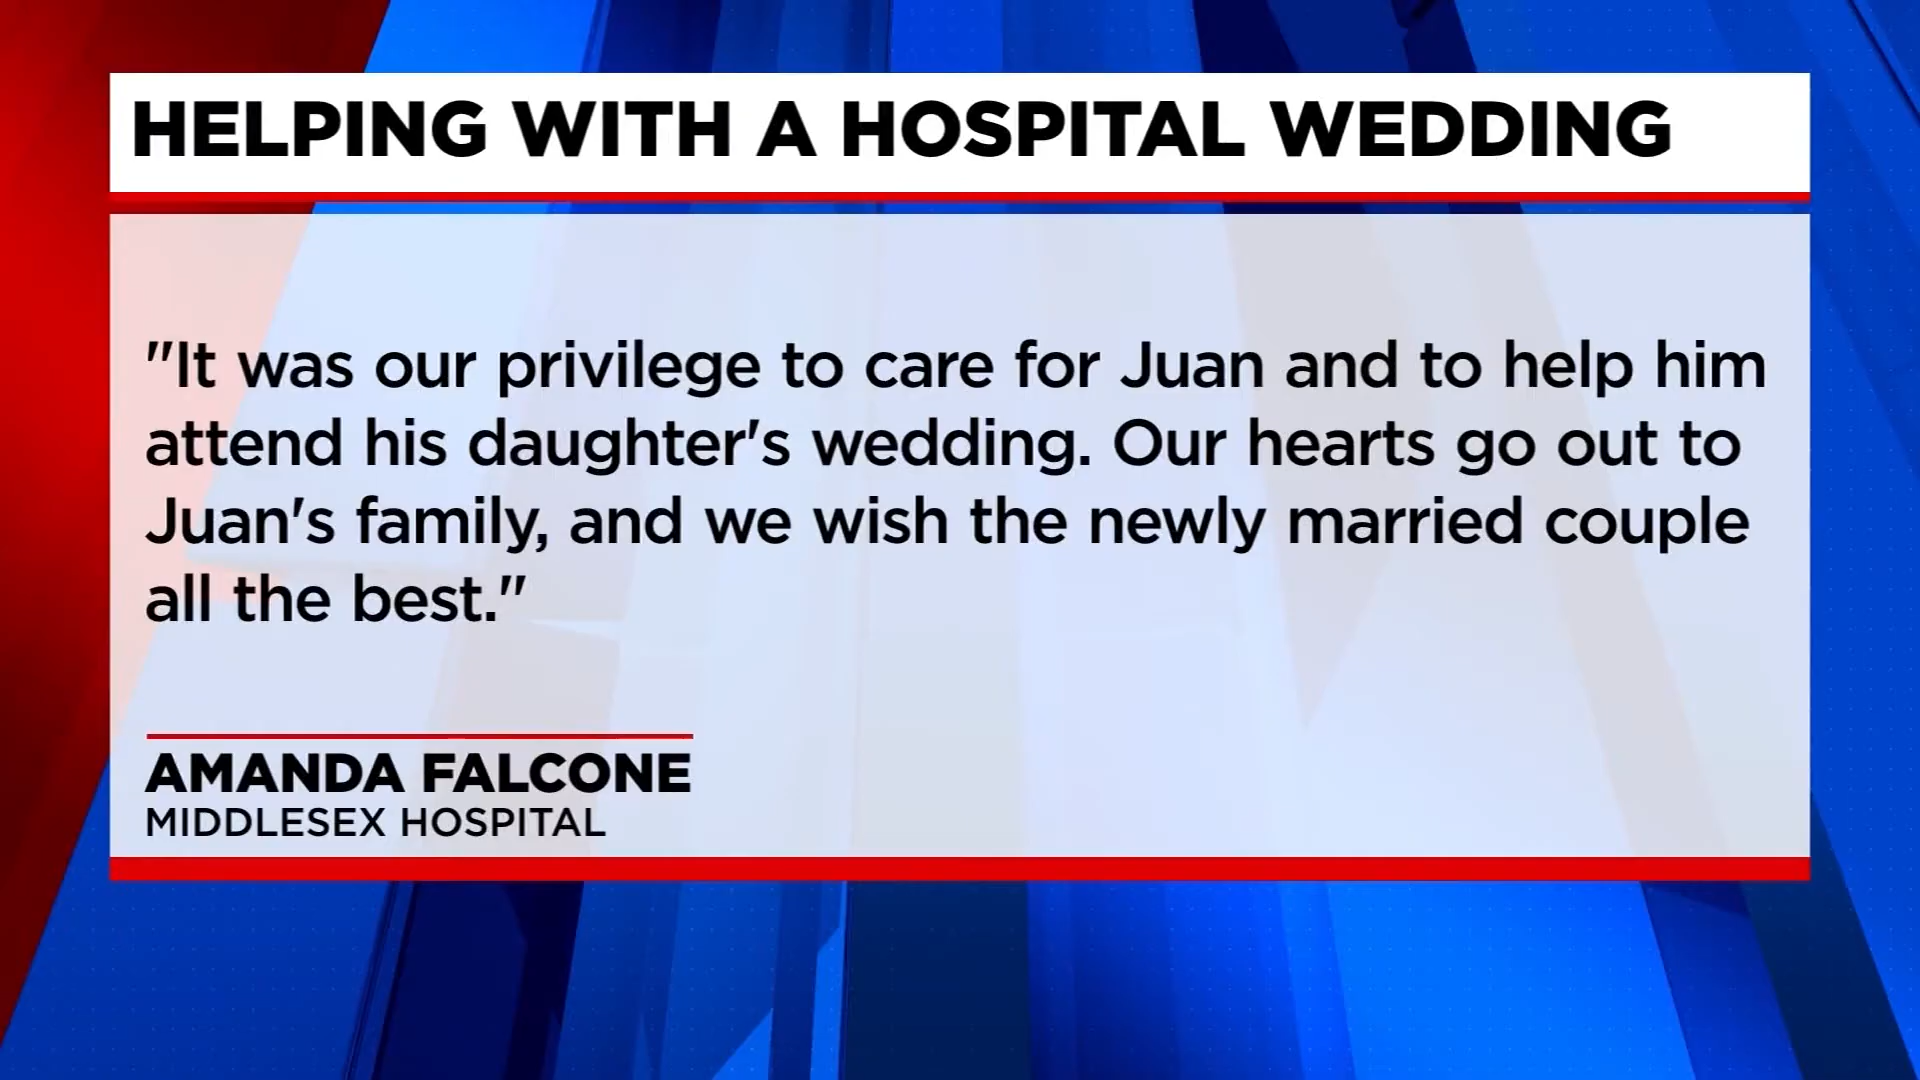 HELPING WITH A HOSPITAL WEDDING
"It was our privilege to care for Juan and to help him
attend his daughter's wedding. Our hearts go out to
Juan's family, and we wish the newly married couple
all the best."
AMANDA FALCONE
MIDDLESEX HOSPITAL